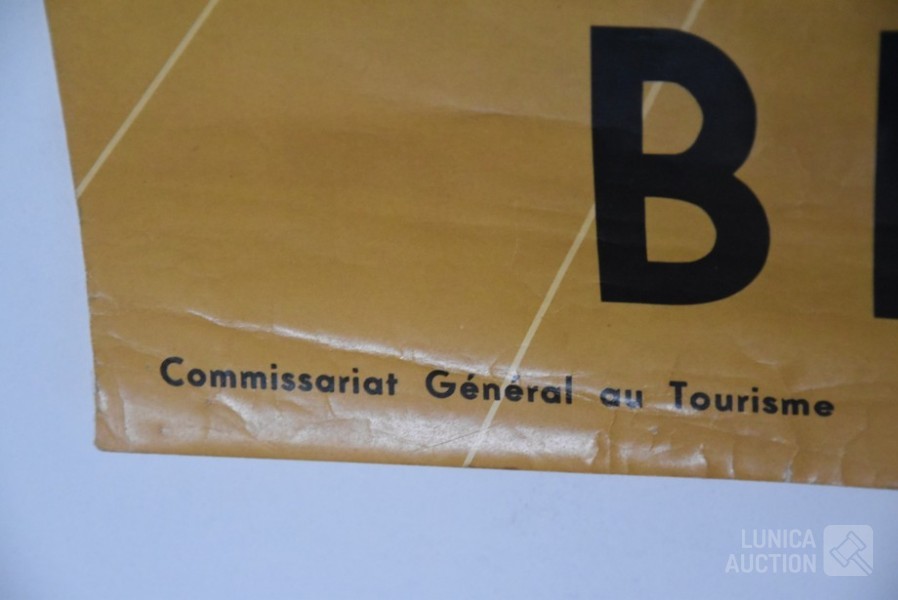 B
Commissariat Général au Tourisme
LUNICA
AUCTION